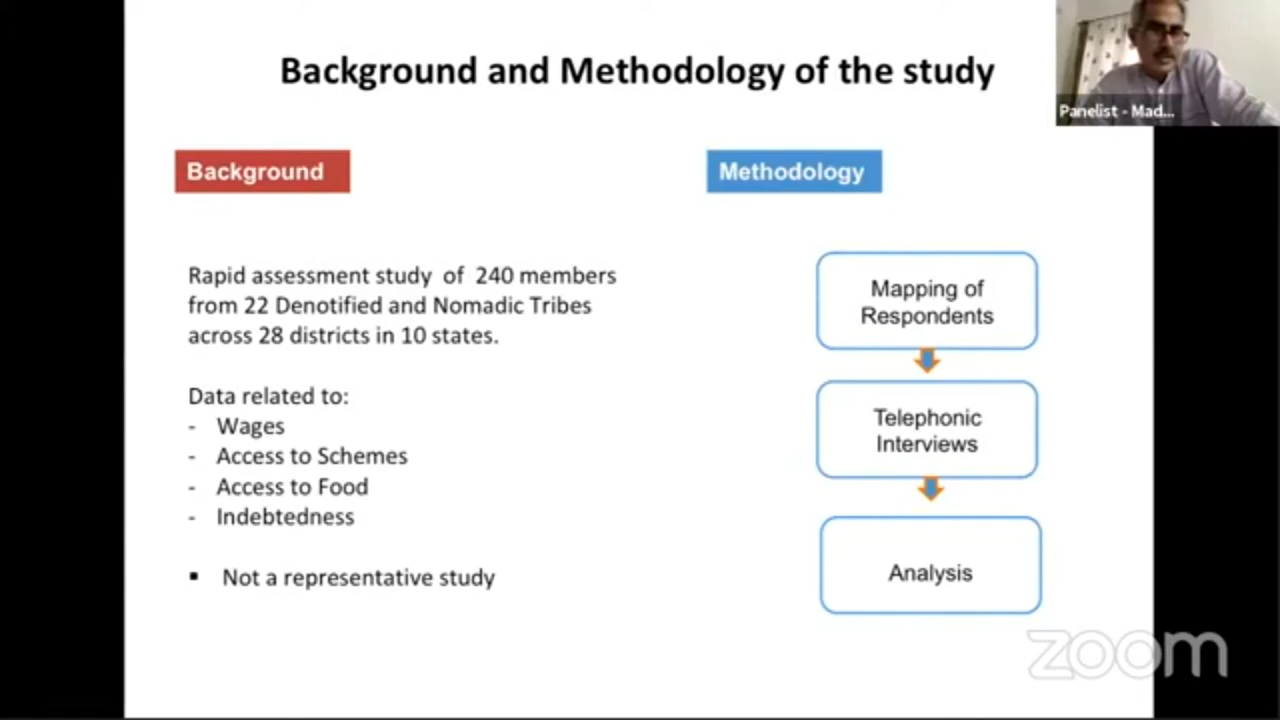 Background and Methodology of the study
Panelist - Mad...
Background
Methodology
Rapid assessment study of 240 members
from 22 Denotified and Nomadic Tribes
across 28 districts in 10 states.
Data related to:
- Wages
- Access to Schemes
- Access to Food
- Indebtedness
▪ Not a representative study
Mapping of
Respondents
Telephonic
Interviews
Analysis
zoom